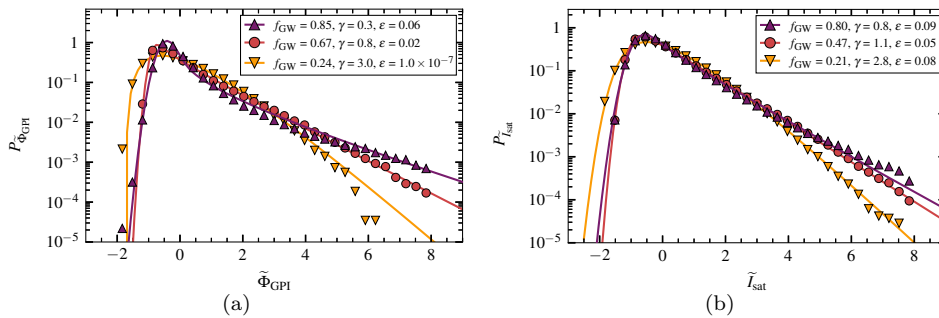 f_GW = 0.85, γ = 0.3, ε = 0.06
f_GW = 0.67, γ = 0.8, ε = 0.02
f_GW = 0.24, γ = 3.0, ε = 1.0 × 10⁻⁷
1
10⁻¹
10⁻²
10⁻³
10⁻⁴
10⁻⁵
P_Φ̃_GPI
−2 0 2 4 6 8
Φ̃_GPI
(a)
f_GW = 0.80, γ = 0.8, ε = 0.09
f_GW = 0.47, γ = 1.1, ε = 0.05
f_GW = 0.21, γ = 2.8, ε = 0.08
1
10⁻¹
10⁻²
10⁻³
10⁻⁴
10⁻⁵
P_Ĩ_sat
−2 0 2 4 6 8
Ĩ_sat
(b)